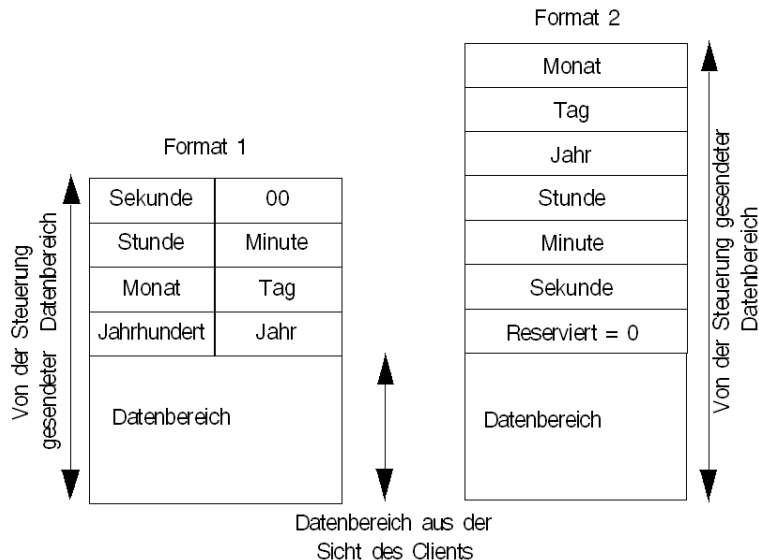 Format 2
Monat
Tag
Jahr
Stunde
Minute
Sekunde
Reserviert = 0
Datenbereich
Von der Steuerung gesendeter
Datenbereich
Format 1
Sekunde 00
Stunde Minute
Monat Tag
Jahrhundert Jahr
Datenbereich
Von der Steuerung
gesendeter Datenbereich
Datenbereich aus der
Sicht des Clients